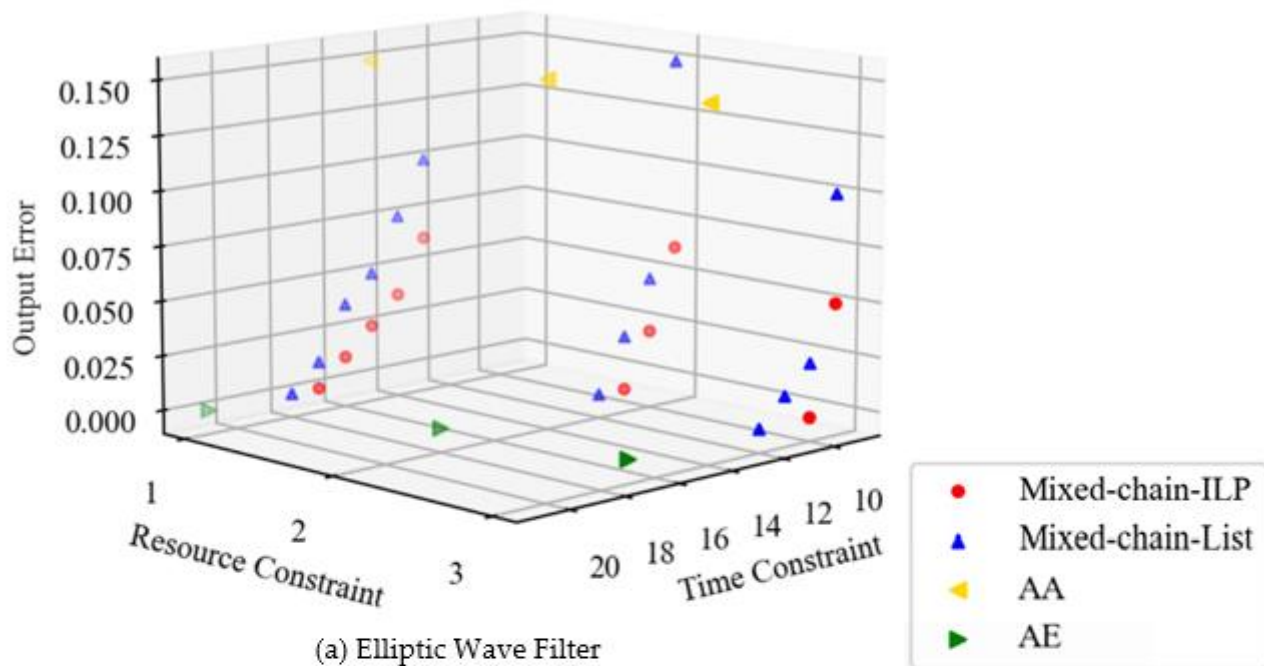 0.150
0.125
0.100
0.075
0.050
0.025
0.000
Output Error
1
2
3
Resource Constraint
20
18
16
14
12
10
Time Constraint
Mixed-chain-ILP
Mixed-chain-List
AA
AE
(a) Elliptic Wave Filter